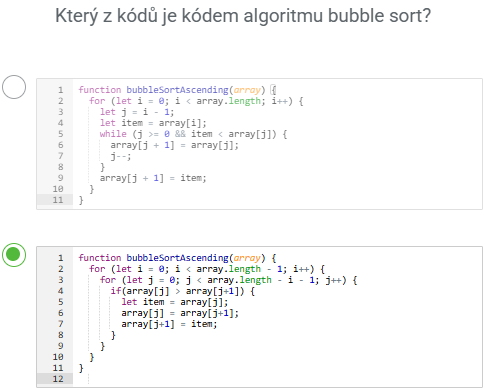 Který z kódů je kódem algoritmu bubble sort?
1 function bubbleSortAscending(array) {
2 for (let i = 0; i < array.length; i++) {
3 let j = i - 1;
4 let item = array[i];
5 while (j >= 0 && item < array[j]) {
6 array[j + 1] = array[j];
7 j--;
8 }
9 array[j + 1] = item;
10 }
11 }
1 function bubbleSortAscending(array) {
2 for (let i = 0; i < array.length - 1; i++) {
3 for (let j = 0; j < array.length - i - 1; j++) {
4 if(array[j] > array[j+1]) {
5 let item = array[j];
6 array[j] = array[j+1];
7 array[j+1] = item;
8 }
9 }
10 }
11 }
12